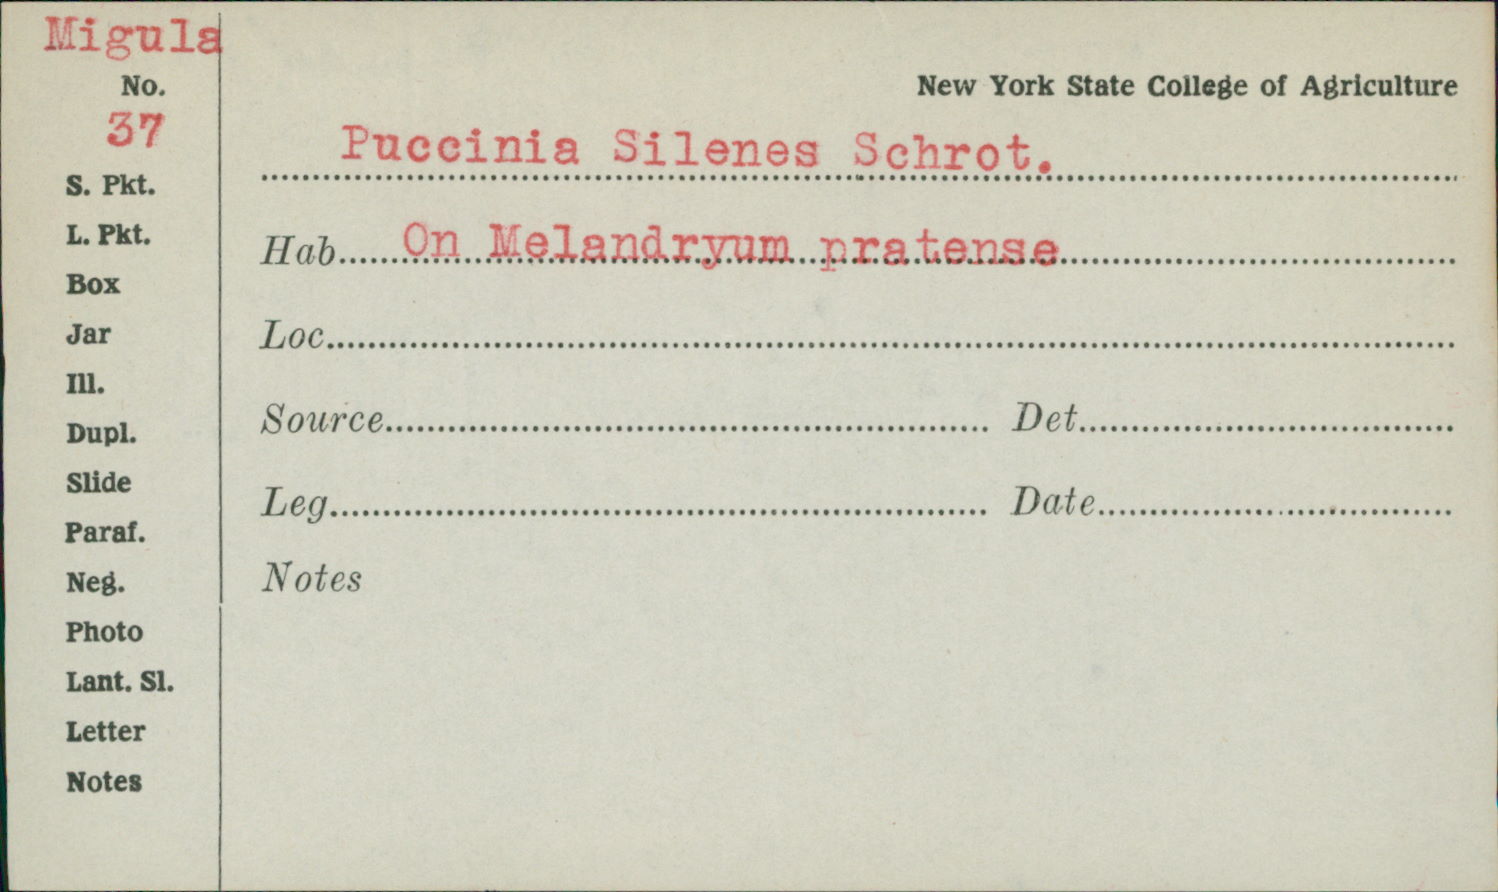 Migula
No.
37
S. Pkt.
L. Pkt.
Box
Jar
Ill.
Dupl.
Slide
Paraf.
Neg.
Photo
Lant. Sl.
Letter
Notes
New York State College of Agriculture
Puccinia Silenes Schrot.
Hab. On Melandryum pratense
Loc.
Source. Det.
Leg. Date.
Notes